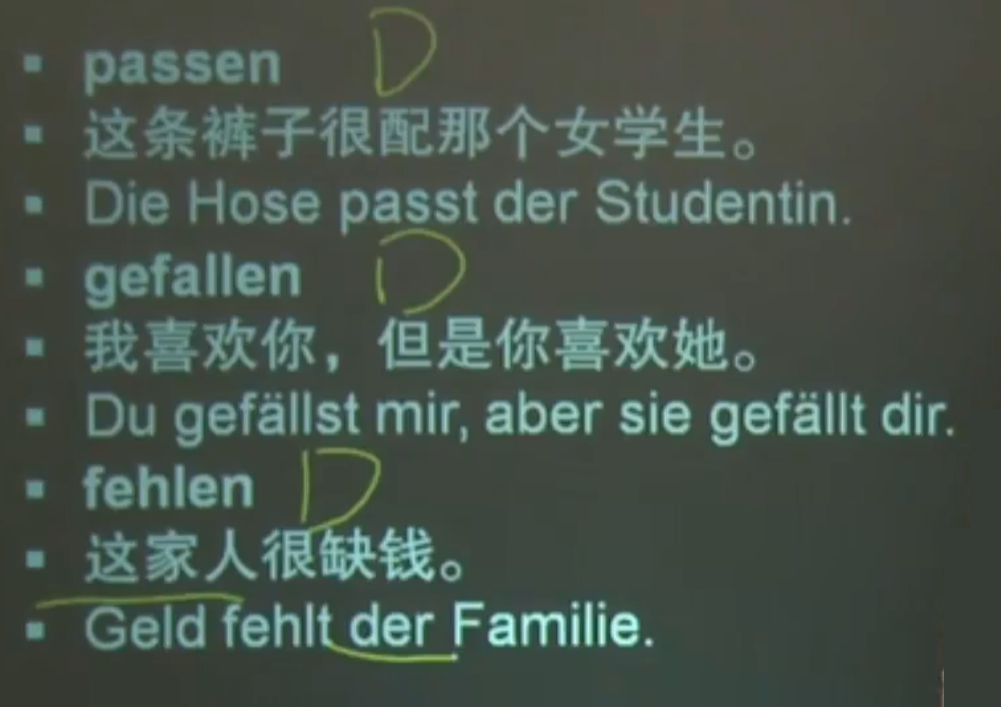 ▪ passen D
▪ 这条裤子很配那个女学生。
▪ Die Hose passt der Studentin.
▪ gefallen D
▪ 我喜欢你，但是你喜欢她。
▪ Du gefällst mir, aber sie gefällt dir.
▪ fehlen D
▪ 这家人很缺钱。
▪ Geld fehlt der Familie.